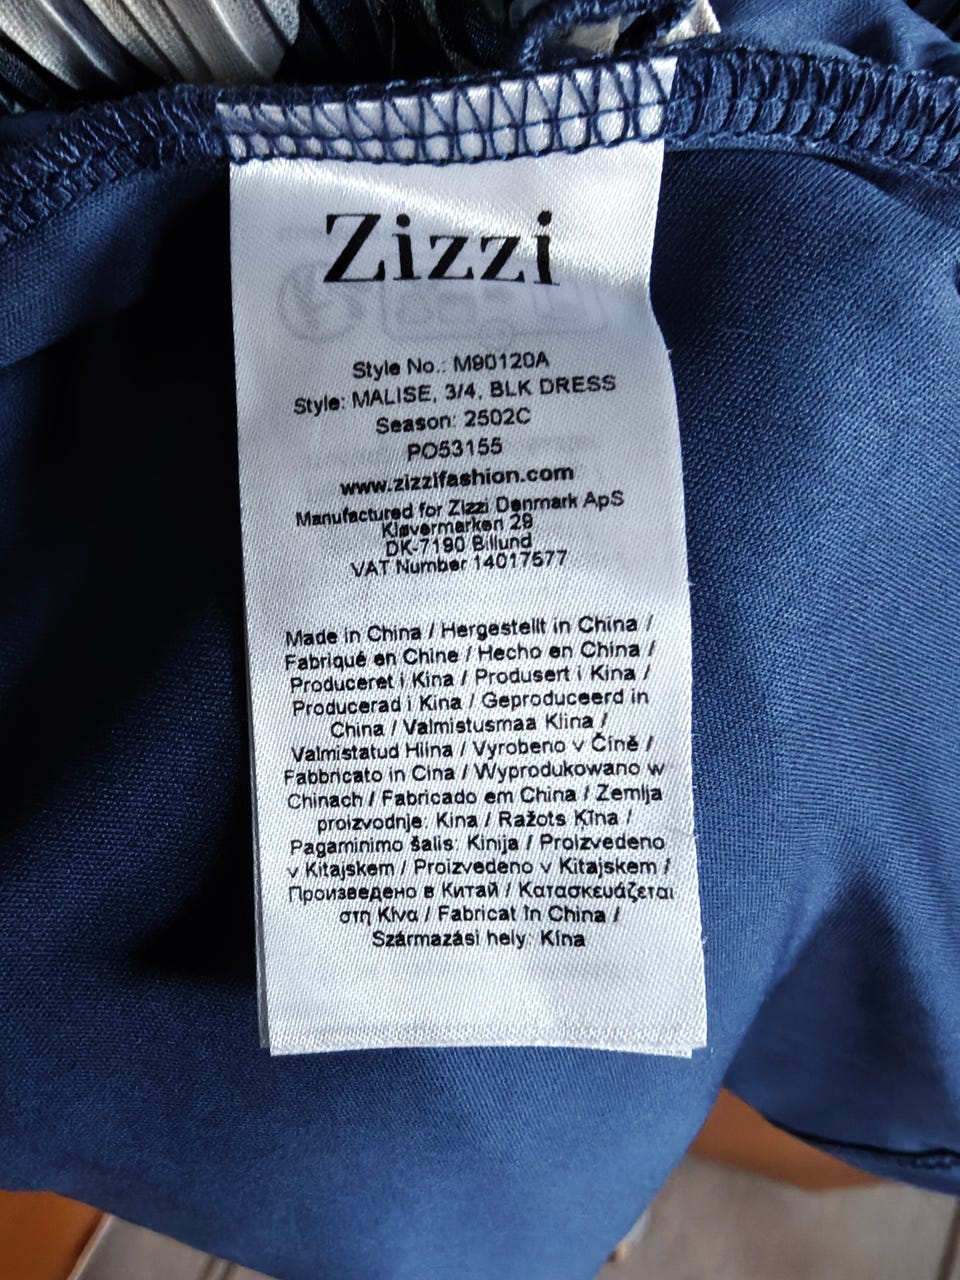 Zizzi
Style No.: M90120A
Style: MALISE, 3/4, BLK DRESS
Season: 2502C
PO53155
www.zizzifashion.com
Manufactured for Zizzi Denmark ApS
Kløvermarken 29
DK-7190 Billund
VAT Number 14017577
Made in China / Hergestellt in China /
Fabriqué en Chine / Hecho en China /
Produceret i Kina / Produsert i Kina /
Producerad i Kina / Geproduceerd in
China / Valmistusmaa Kiina /
Valmistatud Hiina / Vyrobeno v Číně /
Fabbricato in Cina / Wyprodukowano w
Chinach / Fabricado em China / Zemlja
proizvodnje: Kina / Ražots Ķīna /
Pagaminimo šalis: Kinija / Proizvedeno
v Kitajskem / Proizvedeno v Kitajskem /
Произведено в Китай / Κατασκευάζεται
στη Κίνα / Fabricat în China /
Származási hely: Kína